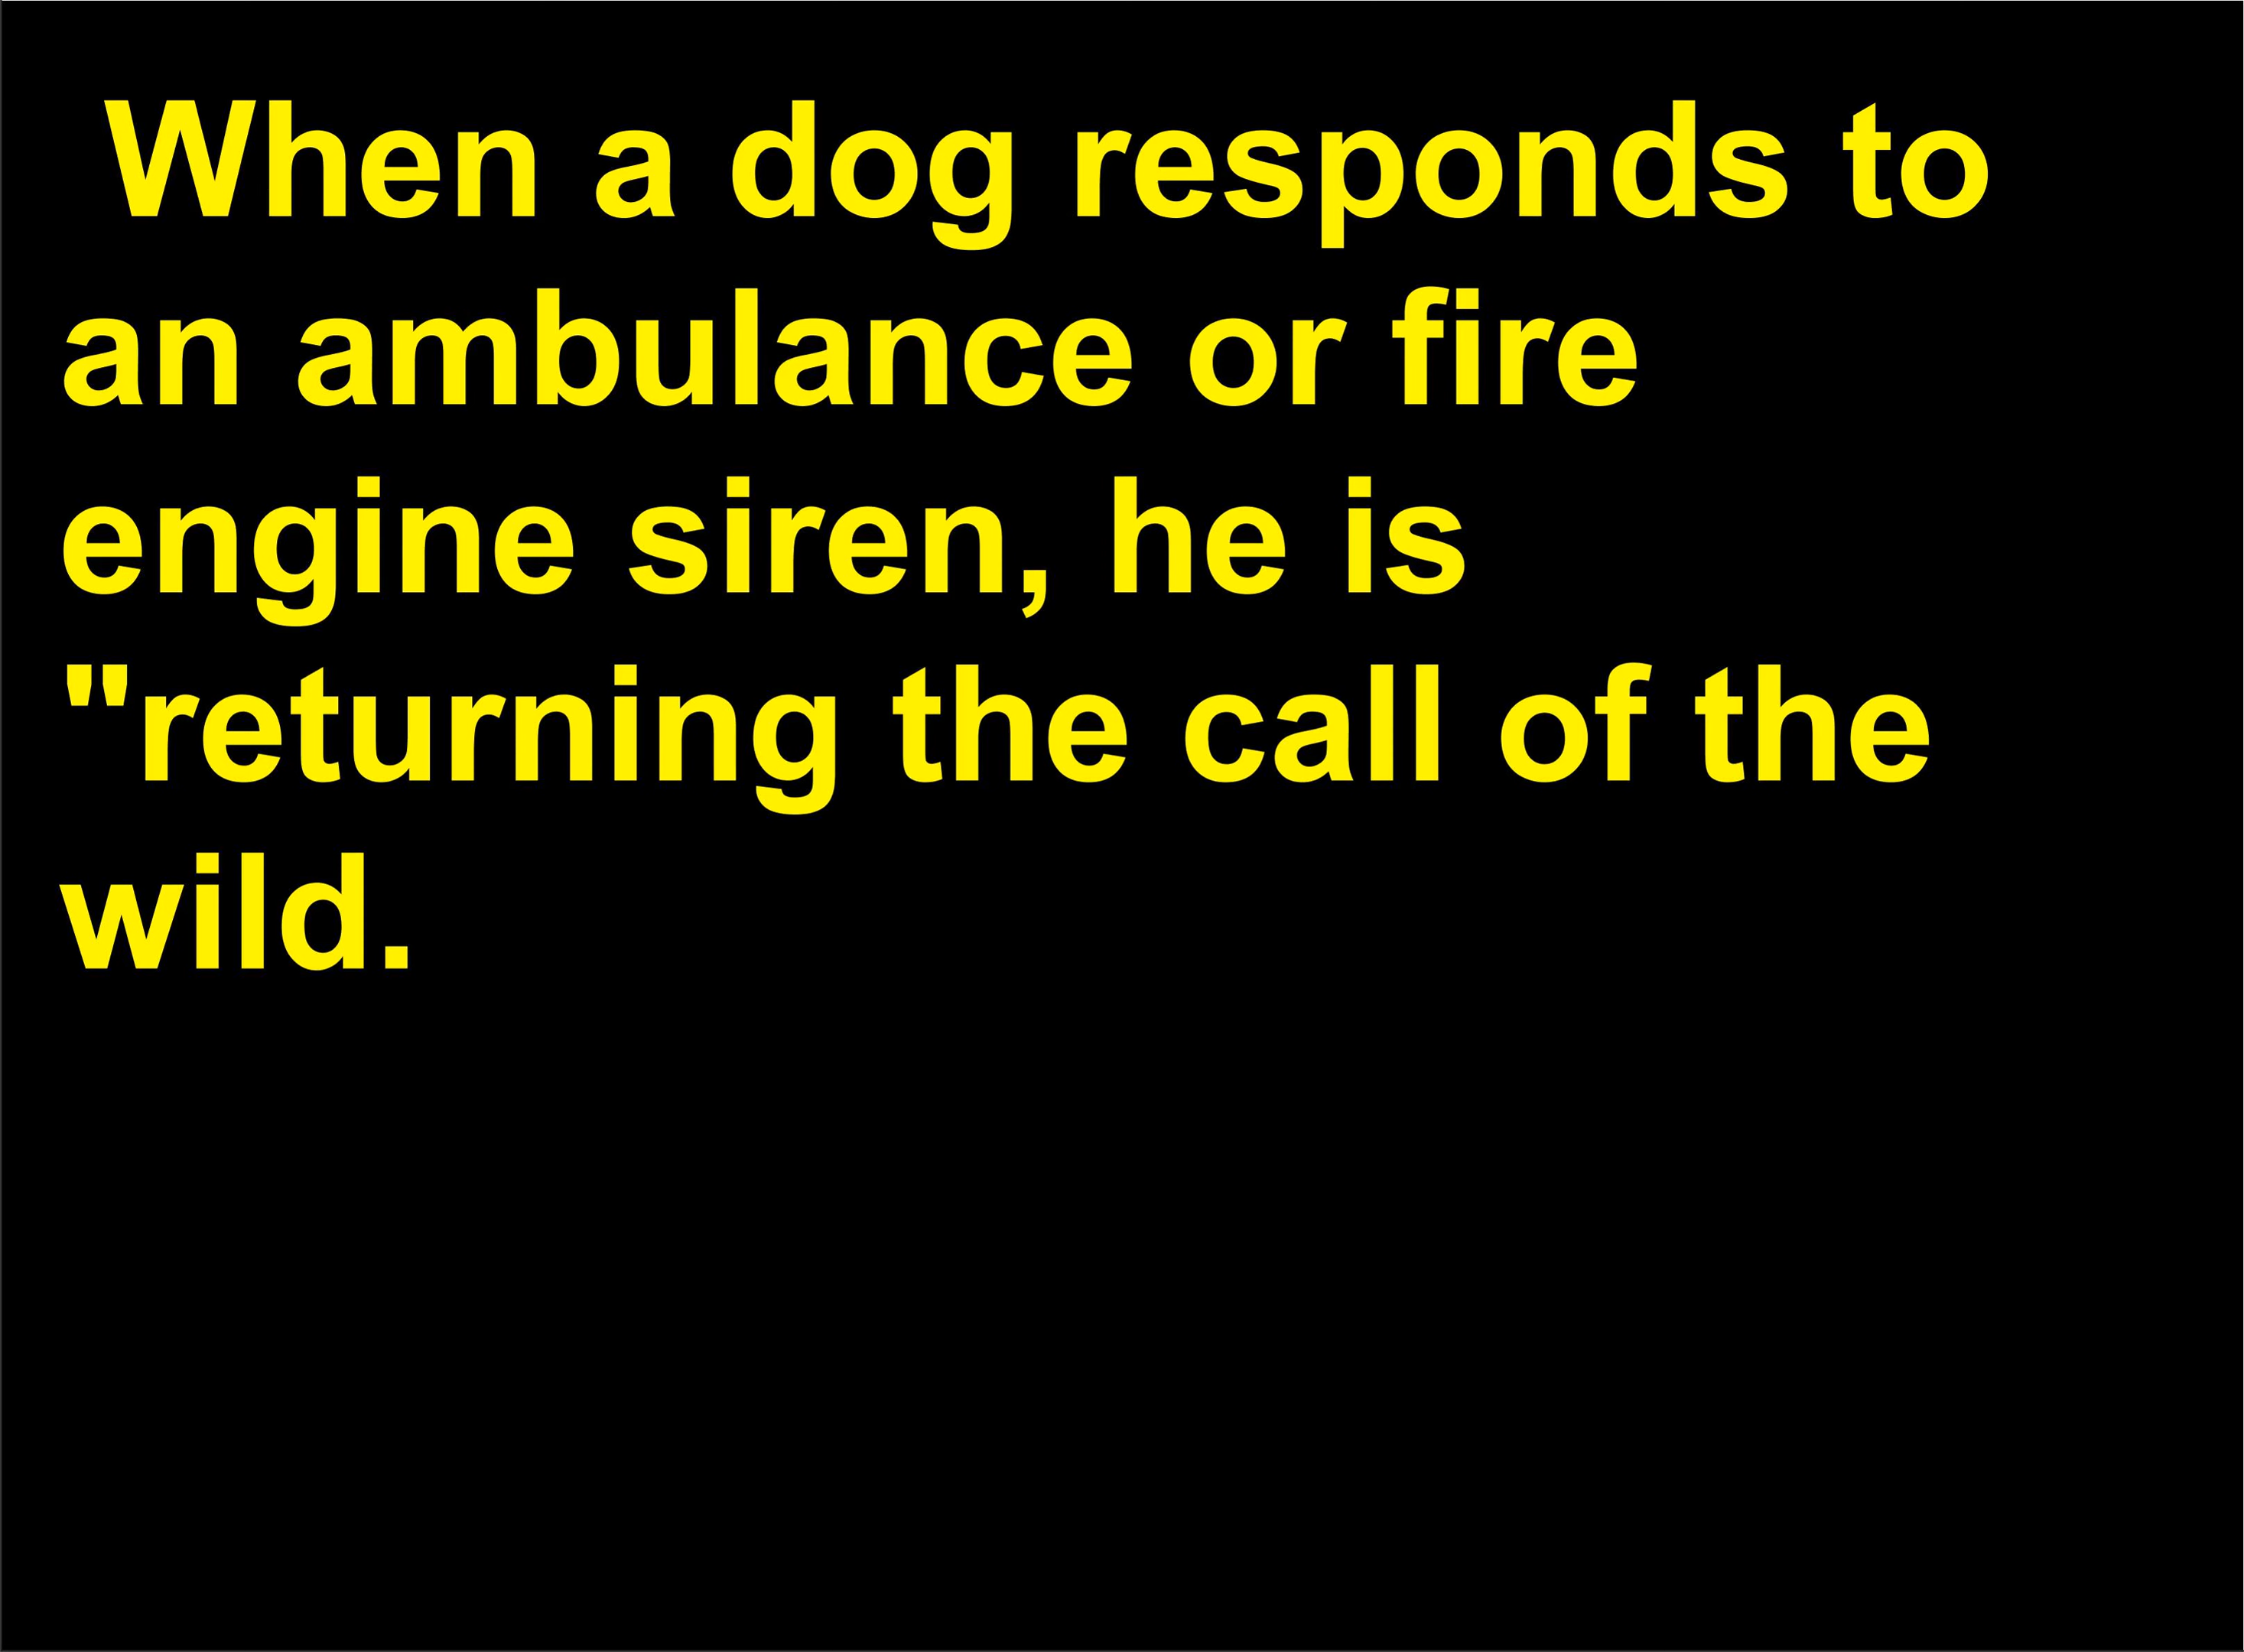 When a dog responds to
an ambulance or fire
engine siren, he is
"returning the call of the
wild.